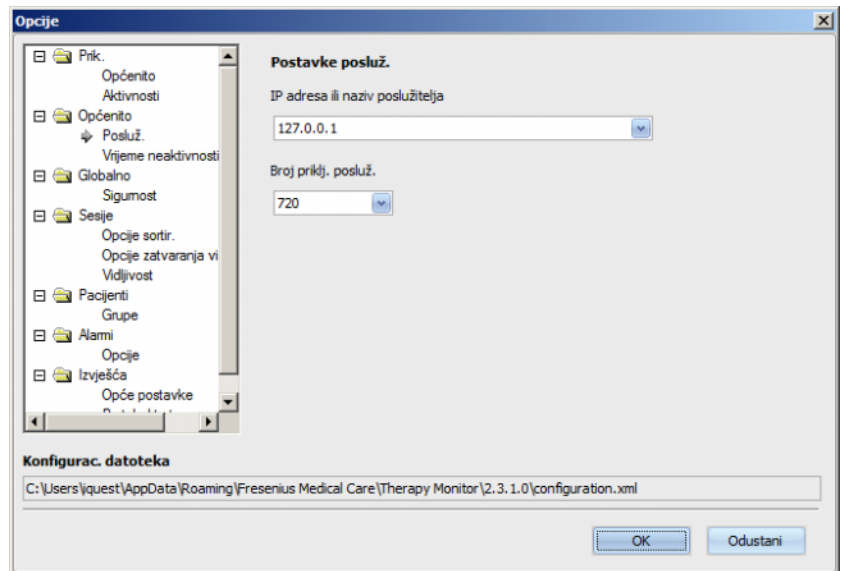 Opcije
Prik.
Općenito
Aktivnosti
Općenito
Posluž.
Vrijeme neaktivnosti
Globalno
Sigurnost
Sesije
Opcije sortir.
Opcije zatvaranja vi
Vidljivost
Pacijenti
Grupe
Alarmi
Opcije
Izvješća
Opće postavke
Postavke posluž.
IP adresa ili naziv poslužitelja
127.0.0.1
Broj priklj. posluž.
720
Konfigurac. datoteka
C:\Users\iquest\AppData\Roaming\Fresenius Medical Care\Therapy Monitor\2.3.1.0\configuration.xml
OK
Odustani